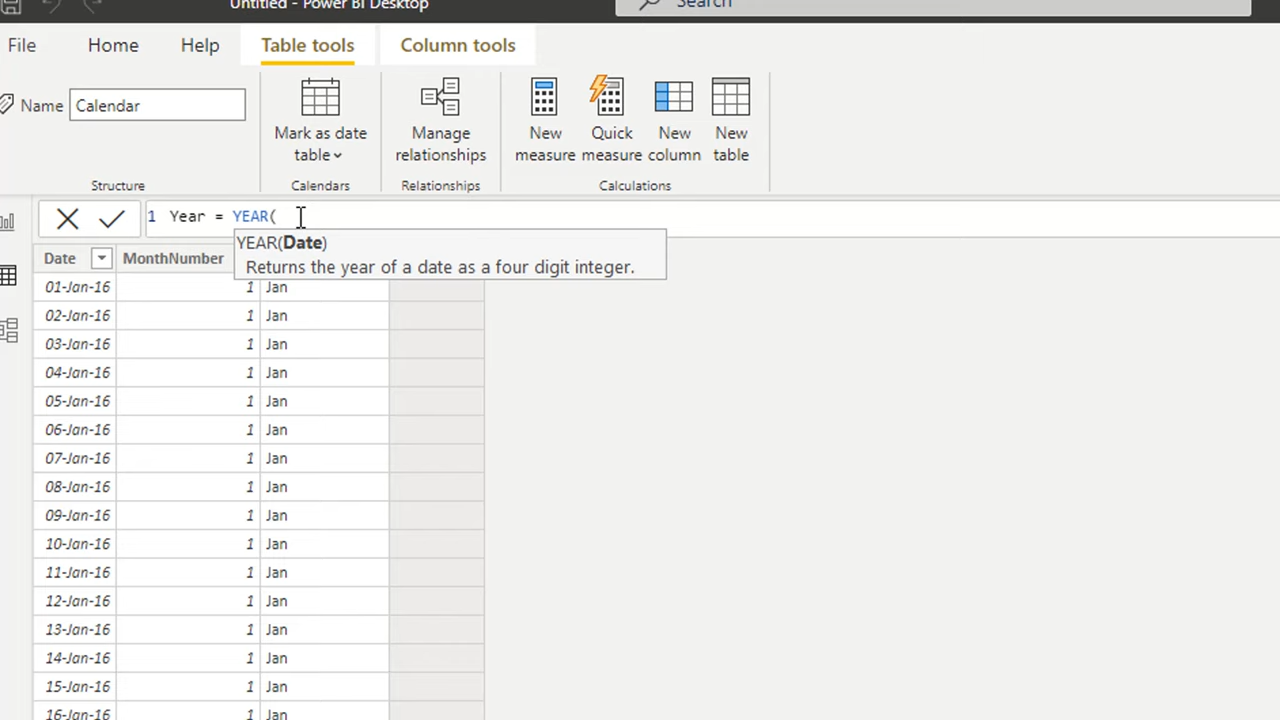 Untitled - Power BI Desktop
Search
File Home Help Table tools Column tools
Name Calendar
Mark as date table
Manage relationships
New measure
Quick measure
New column
New table
Structure Calendars Relationships Calculations
1 Year = YEAR(
YEAR(Date)
Returns the year of a date as a four digit integer.
Date MonthNumber
01-Jan-16 1 Jan
02-Jan-16 1 Jan
03-Jan-16 1 Jan
04-Jan-16 1 Jan
05-Jan-16 1 Jan
06-Jan-16 1 Jan
07-Jan-16 1 Jan
08-Jan-16 1 Jan
09-Jan-16 1 Jan
10-Jan-16 1 Jan
11-Jan-16 1 Jan
12-Jan-16 1 Jan
13-Jan-16 1 Jan
14-Jan-16 1 Jan
15-Jan-16 1 Jan
16-Jan-16 1 Jan